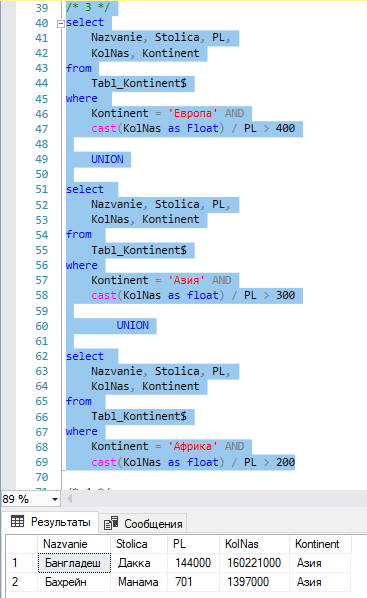 39 /* 3 */
40 select
41 Nazvanie, Stolica, PL,
42 KolNas, Kontinent
43 from
44 Tabl_Kontinent$
45 where
46 Kontinent = 'Европа' AND
47 cast(KolNas as Float) / PL > 400
48
49 UNION
50
51 select
52 Nazvanie, Stolica, PL,
53 KolNas, Kontinent
54 from
55 Tabl_Kontinent$
56 where
57 Kontinent = 'Азия' AND
58 cast(KolNas as float) / PL > 300
59
60 UNION
61
62 select
63 Nazvanie, Stolica, PL,
64 KolNas, Kontinent
65 from
66 Tabl_Kontinent$
67 where
68 Kontinent = 'Африка' AND
69 cast(KolNas as float) / PL > 200
70
89 %
Результаты Сообщения
Nazvanie Stolica PL KolNas Kontinent
1 Бангладеш Дакка 144000 160221000 Азия
2 Бахрейн Манама 701 1397000 Азия